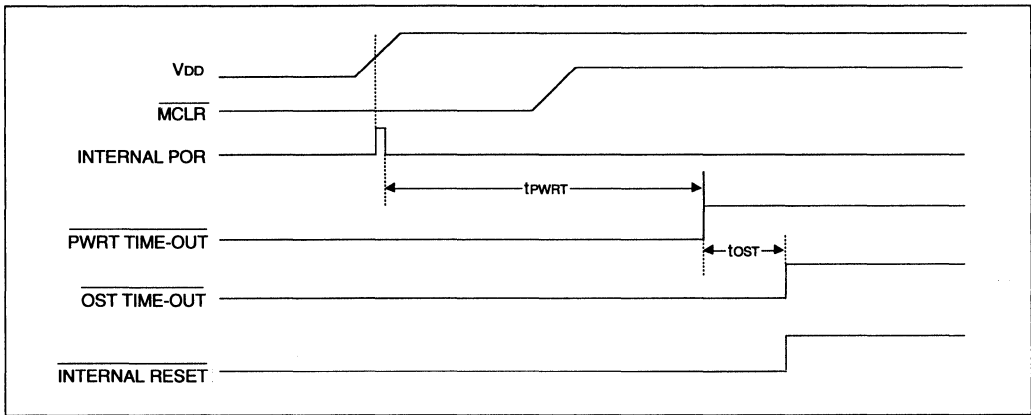 VDD
MCLR
INTERNAL POR
tPWRT
PWRT TIME-OUT
tOST
OST TIME-OUT
INTERNAL RESET